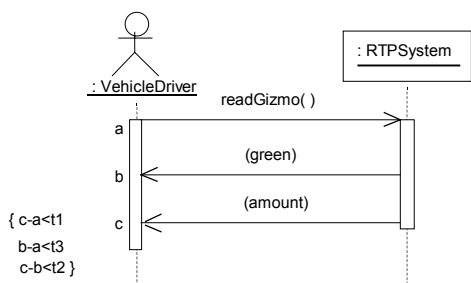 : RTPSystem
: VehicleDriver
readGizmo( )
a
(green)
b
(amount)
c
{ c-a<t1
b-a<t3
c-b<t2 }